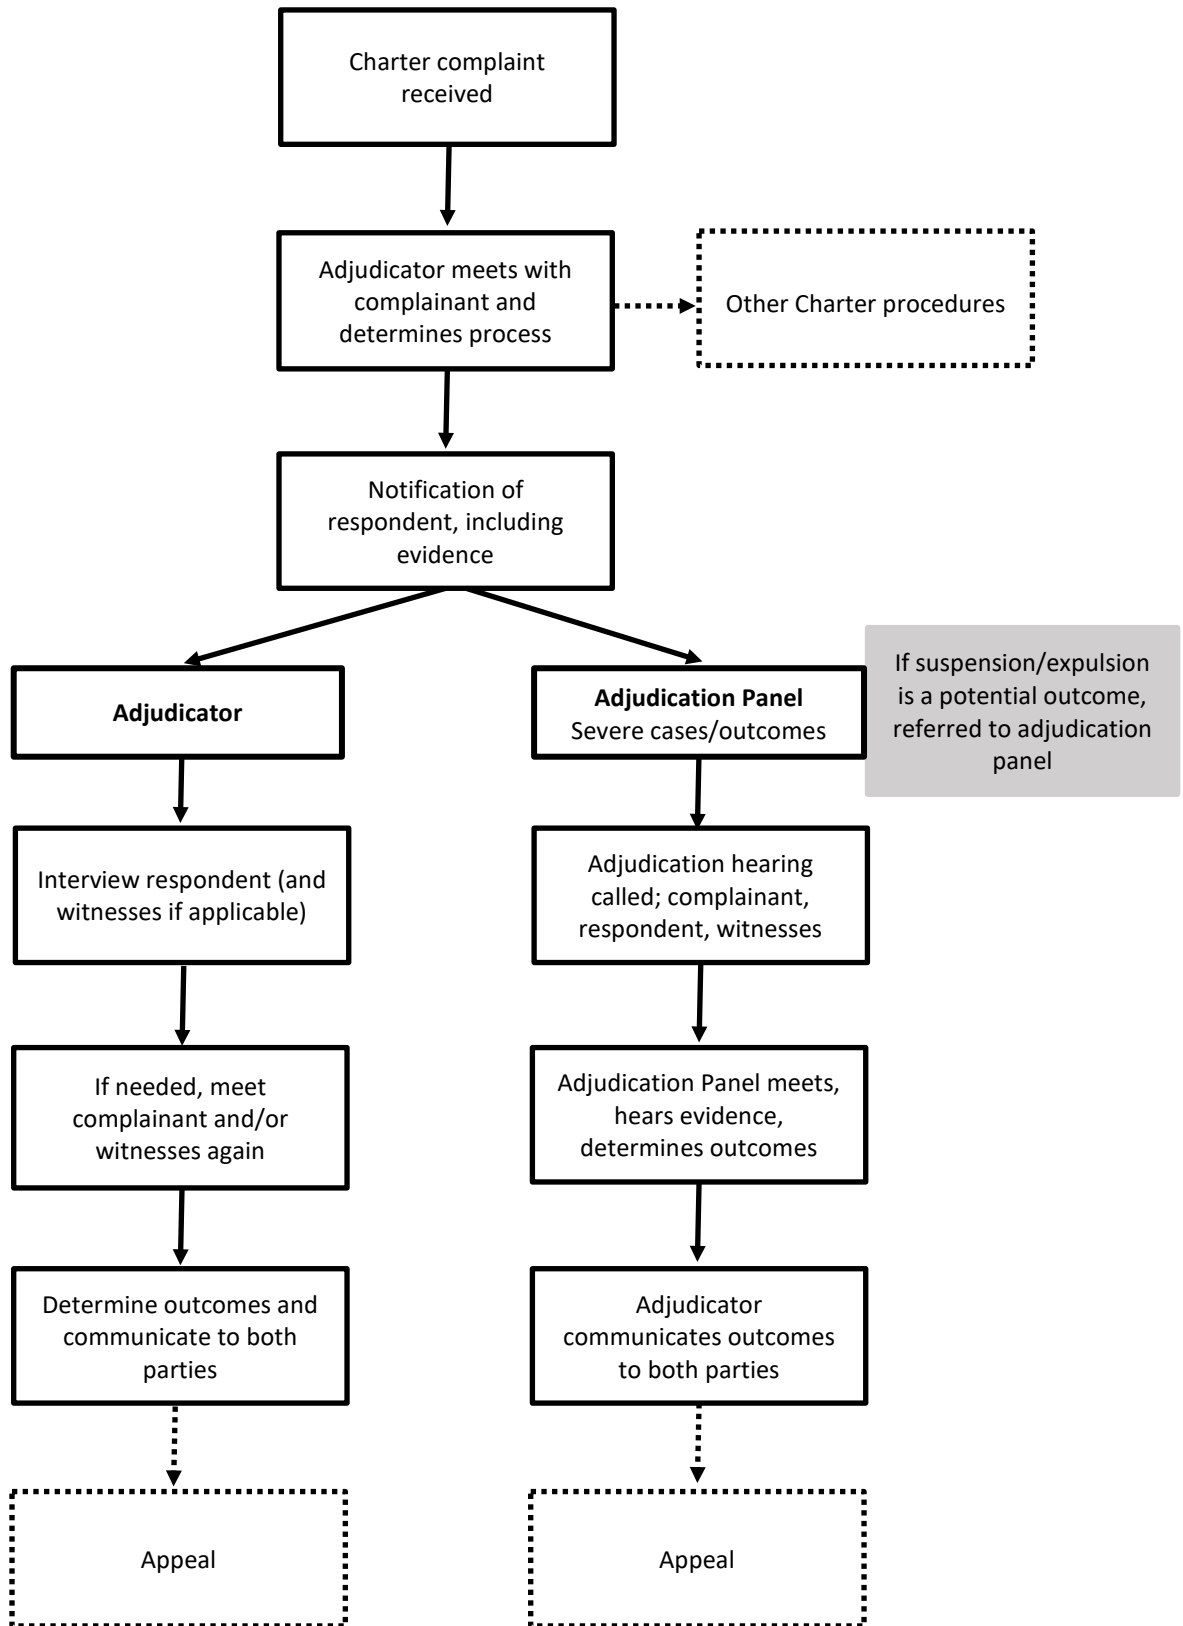 Charter complaint
received
Adjudicator meets with
complainant and
determines process
Other Charter procedures
Notification of
respondent, including
evidence
Adjudicator
Adjudication Panel
Severe cases/outcomes
If suspension/expulsion
is a potential outcome,
referred to adjudication
panel
Interview respondent (and
witnesses if applicable)
Adjudication hearing
called; complainant,
respondent, witnesses
If needed, meet
complainant and/or
witnesses again
Adjudication Panel meets,
hears evidence,
determines outcomes
Determine outcomes and
communicate to both
parties
Adjudicator
communicates outcomes
to both parties
Appeal
Appeal